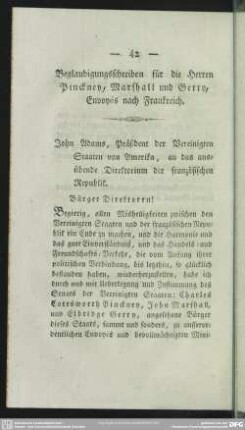 — 42 —
Beglaubigungsschreiben für die Herren
Pinckney, Marshall und Gerry,
Envoyés nach Frankreich.
John Adams, Präsident der Vereinigten
Staaten von Amerika, an das aus-
übende Direktorium der französischen
Republik.
Bürger Direktoren!
Begierig, allen Mißhelligkeiten zwischen den
Vereinigten Staaten und der französischen Repu-
blik ein Ende zu machen, und die Harmonie und
das gute Einverständniß, und das Handels- und
Freundschafts-Verkehr, die vom Anfang ihrer
politischen Verbindung, bis letzthin, so glücklich
bestanden haben, wiederherzustellen, habe ich
durch und mit Ueberlegung und Zustimmung des
Senats der Vereinigten Staaten: Charles
Cotesworth Pinckney, John Marshall,
und Elbridge Gerry, angesehene Bürger
dieses Staats, sammt und sonders, zu ausseror-
dentlichen Envoyés und bevollmächtigten Mini-